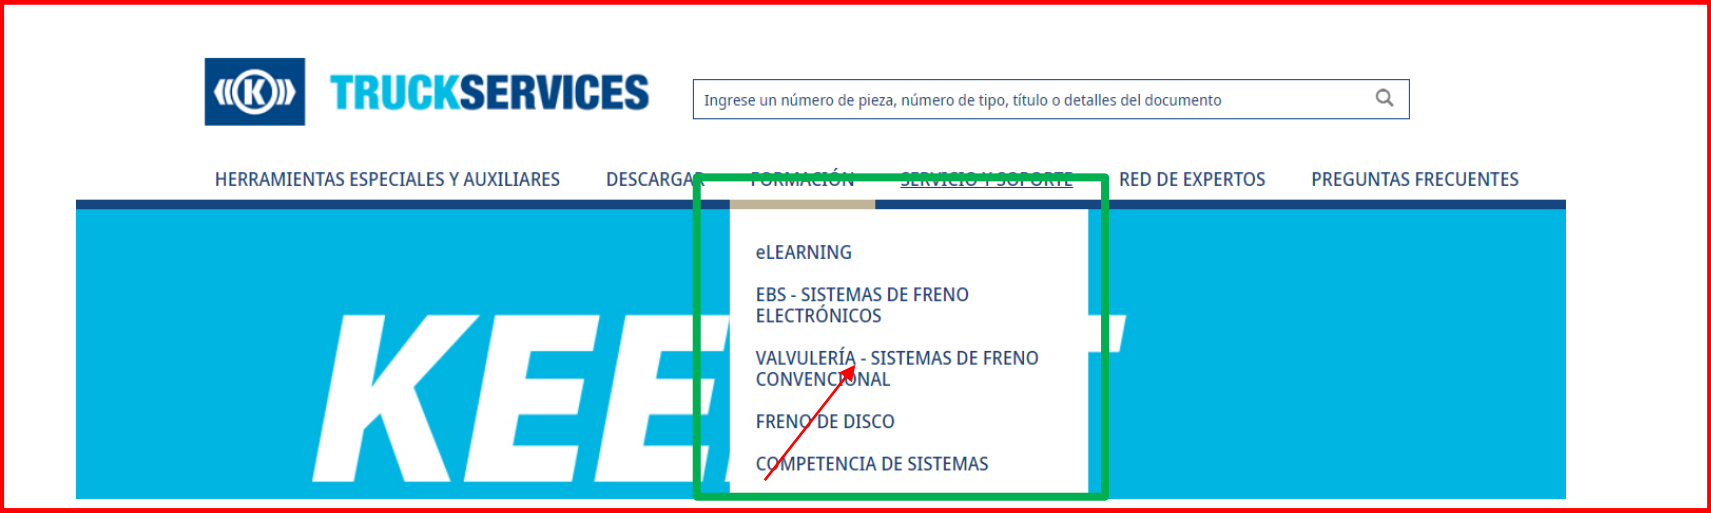 ((K)) TRUCKSERVICES
Ingrese un número de pieza, número de tipo, título o detalles del documento
HERRAMIENTAS ESPECIALES Y AUXILIARES DESCARGAR FORMACIÓN SERVICIO Y SOPORTE RED DE EXPERTOS PREGUNTAS FRECUENTES
eLEARNING
EBS - SISTEMAS DE FRENO
ELECTRÓNICOS
VALVULERÍA - SISTEMAS DE FRENO
CONVENCIONAL
FRENO DE DISCO
COMPETENCIA DE SISTEMAS